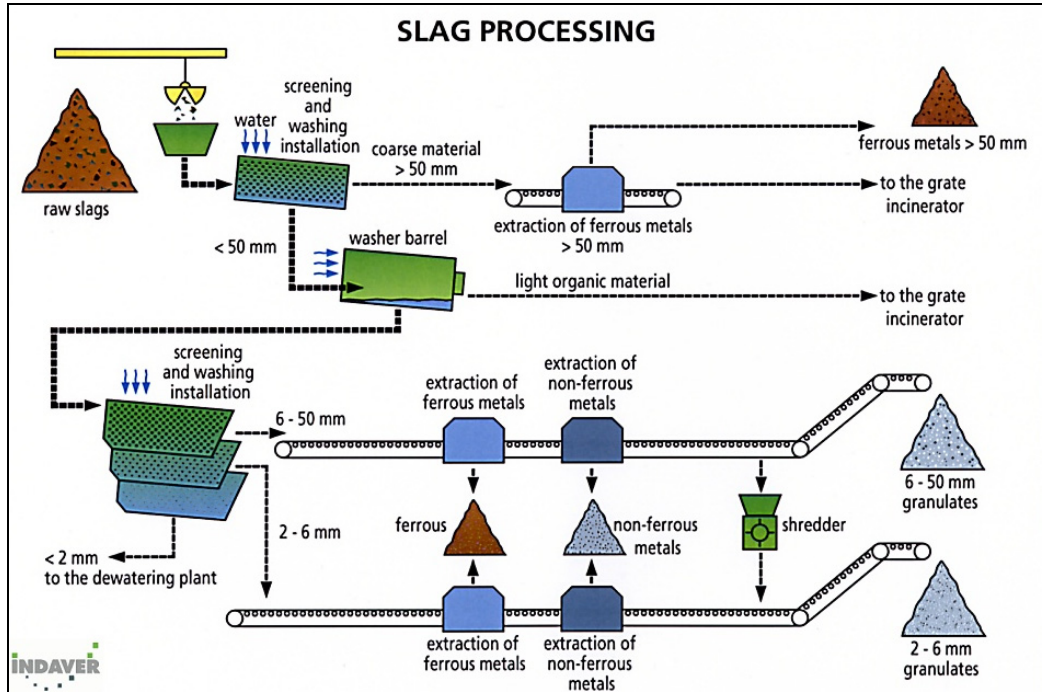 SLAG PROCESSING
raw slags
water
screening
and
washing
installation
coarse material
> 50 mm
ferrous metals > 50 mm
extraction of ferrous metals
> 50 mm
to the grate
incinerator
< 50 mm
washer barrel
light organic material
to the grate
incinerator
screening
and washing
installation
6 - 50 mm
extraction of
ferrous metals
extraction of
non-ferrous
metals
6 - 50 mm
granulates
2 - 6 mm
ferrous
non-ferrous
metals
shredder
< 2 mm
to the dewatering plant
extraction of
ferrous metals
extraction of
non-ferrous
metals
2 - 6 mm
granulates
INDAVER